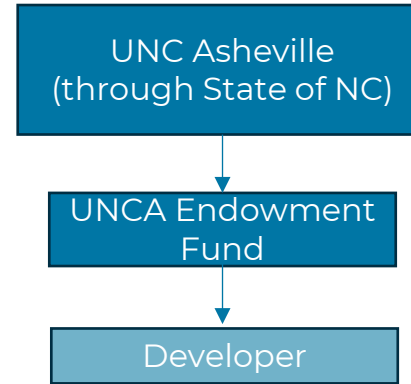 UNC Asheville
(through State of NC)
UNCA Endowment
Fund
Developer